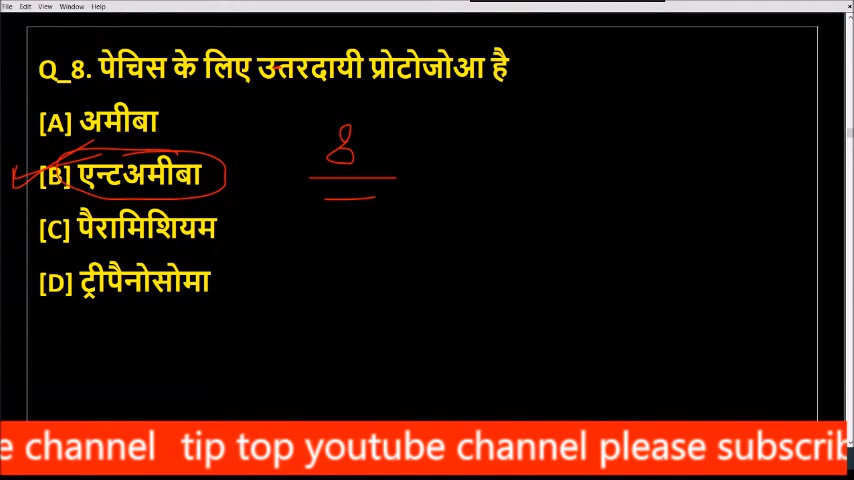 File Edit View Window Help
Q_8. पेचिस के लिए उतरदायी प्रोटोजोआ है
[A] अमीबा
8
[B] एन्टअमीबा
[C] पैरामिशियम
[D] ट्रीपैनोसोमा
e channel tip top youtube channel please subscrib